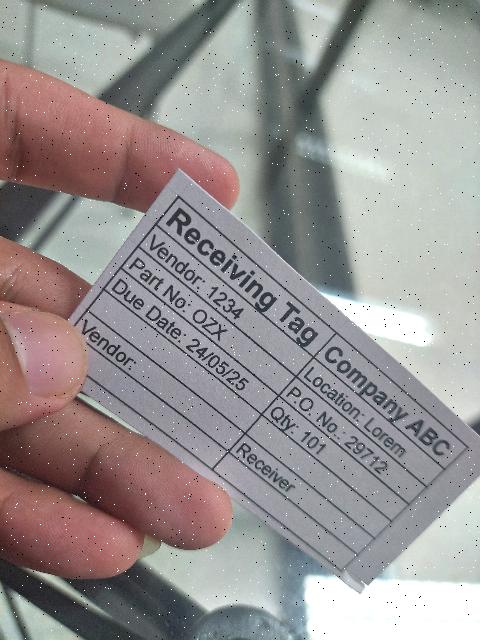 Receiving Tag Company ABC
Vendor: 1234 Location: Lorem
Part No: OZX P.O. No. 29712
Due Date: 24/05/25 Qty: 101
Vendor: Receiver